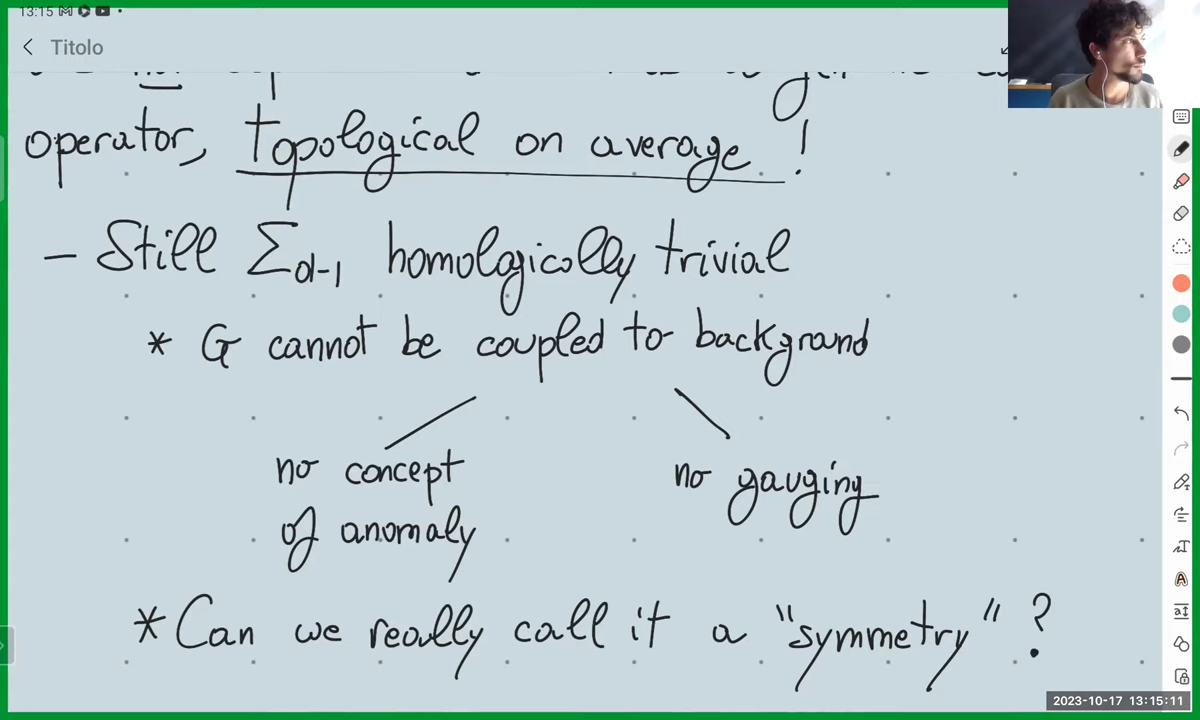 13:15
Titolo
not
operator, topological on average!
– Still Σd-1 homologically trivial
* G cannot be coupled to background
no concept
of anomaly
no gauging
* Can we really call it a "symmetry"?
2023-10-17 13:15:11